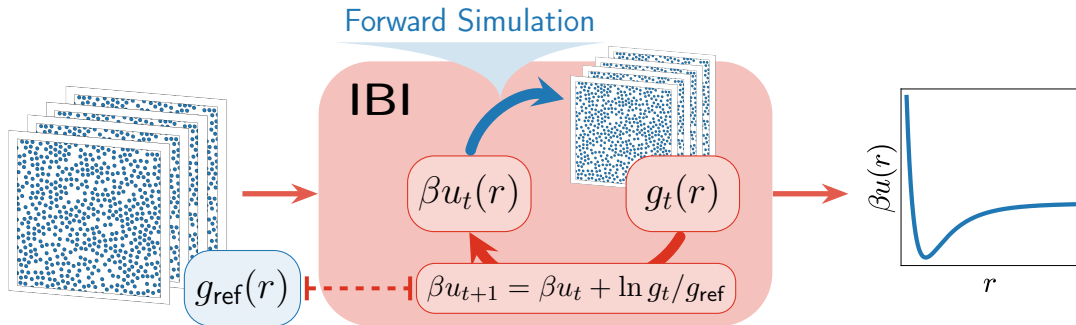 Forward Simulation
IBI
βu_t(r)
g_t(r)
g_ref(r)
βu_{t+1} = βu_t + ln g_t/g_ref
βu(r)
r